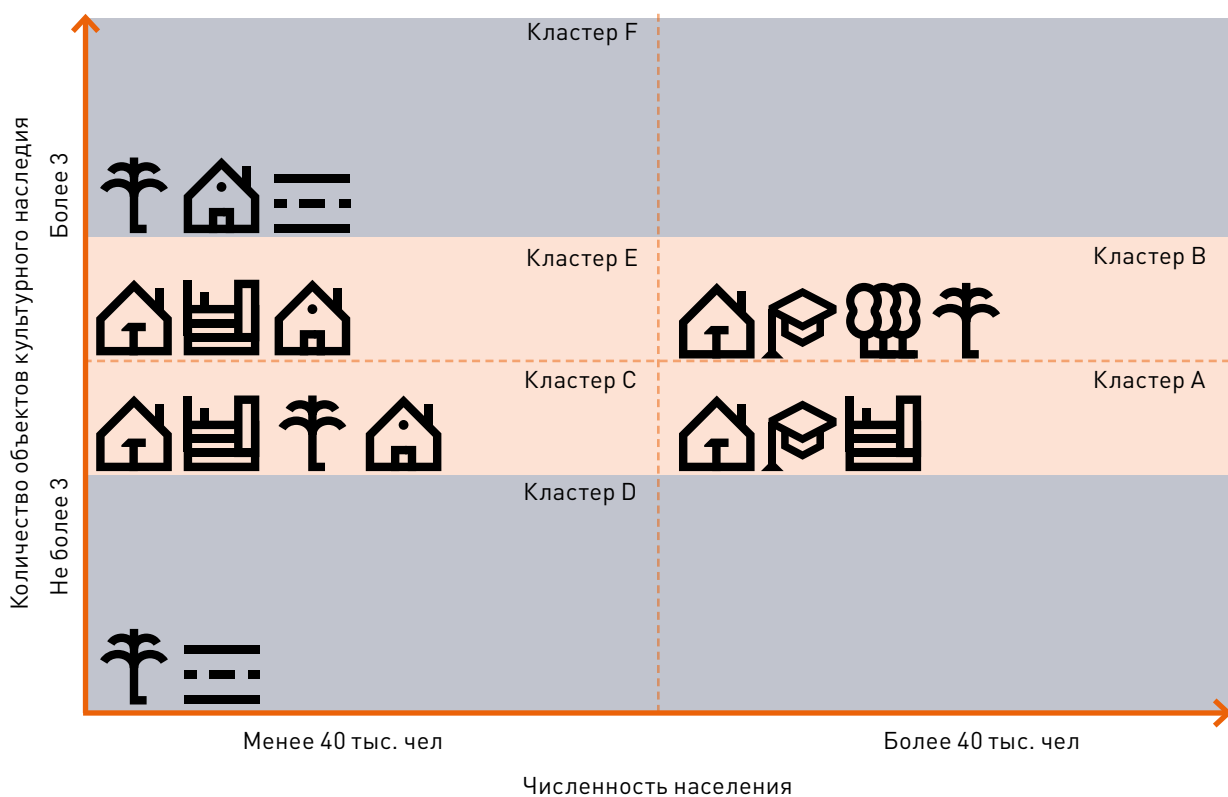 Кластер F
Кластер E
Кластер B
Кластер C
Кластер A
Кластер D
Количество объектов культурного наследия
Более 3
Не более 3
Менее 40 тыс. чел
Более 40 тыс. чел
Численность населения